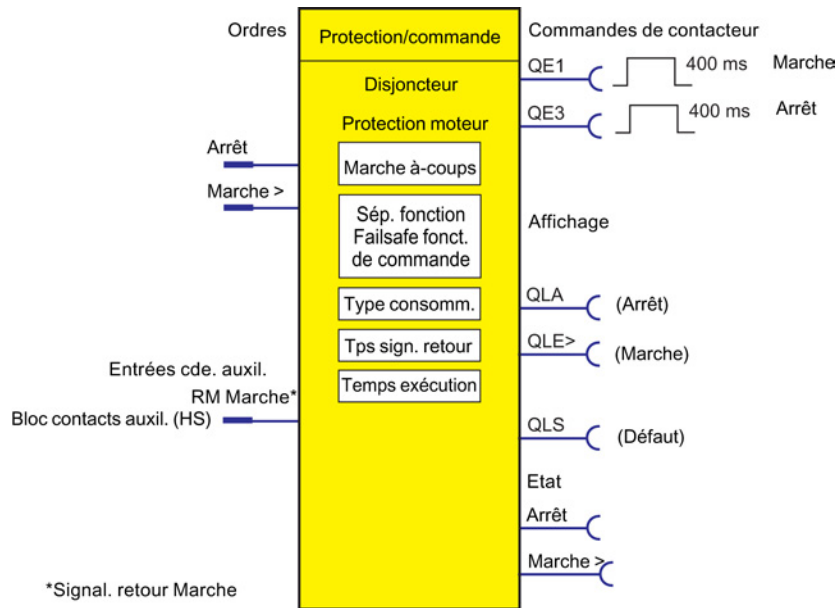 Ordres
Protection/commande
Commandes de contacteur
Disjoncteur
QE1
400 ms
Marche
Protection moteur
QE3
400 ms
Arrêt
Arrêt
Marche à-coups
Marche >
Sép. fonction
Failsafe fonct.
de commande
Affichage
Type consomm.
QLA
(Arrêt)
Tps sign. retour
QLE>
(Marche)
Entrées cde. auxil.
RM Marche*
Temps exécution
Bloc contacts auxil. (HS)
QLS
(Défaut)
Etat
Arrêt
Marche >
*Signal. retour Marche